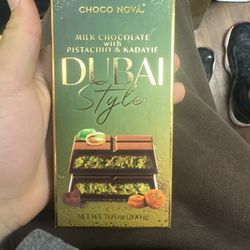 CHOCO NOVA
MILK CHOCOLATE
with
PISTACHIO & KADAYIF
DUBAI
Style
NET WT. 7.05 oz (200g)